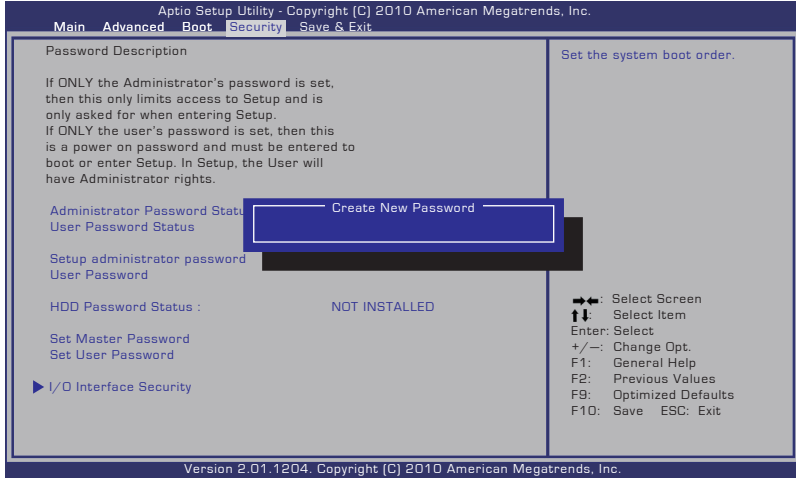 Aptio Setup Utility - Copyright (C) 2010 American Megatrends, Inc.
Main Advanced Boot Security Save & Exit
Password Description
If ONLY the Administrator's password is set,
then this only limits access to Setup and is
only asked for when entering Setup.
If ONLY the user's password is set, then this
is a power on password and must be entered to
boot or enter Setup. In Setup, the User will
have Administrator rights.
Administrator Password
User Password Status
Create New Password
Setup administrator password
User Password
HDD Password Status : NOT INSTALLED
Set Master Password
Set User Password
I/O Interface Security
Set the system boot order.
→←: Select Screen
↑↓: Select Item
Enter: Select
+/—: Change Opt.
F1: General Help
F2: Previous Values
F9: Optimized Defaults
F10: Save ESC: Exit
Version 2.01.1204. Copyright (C) 2010 American Megatrends, Inc.